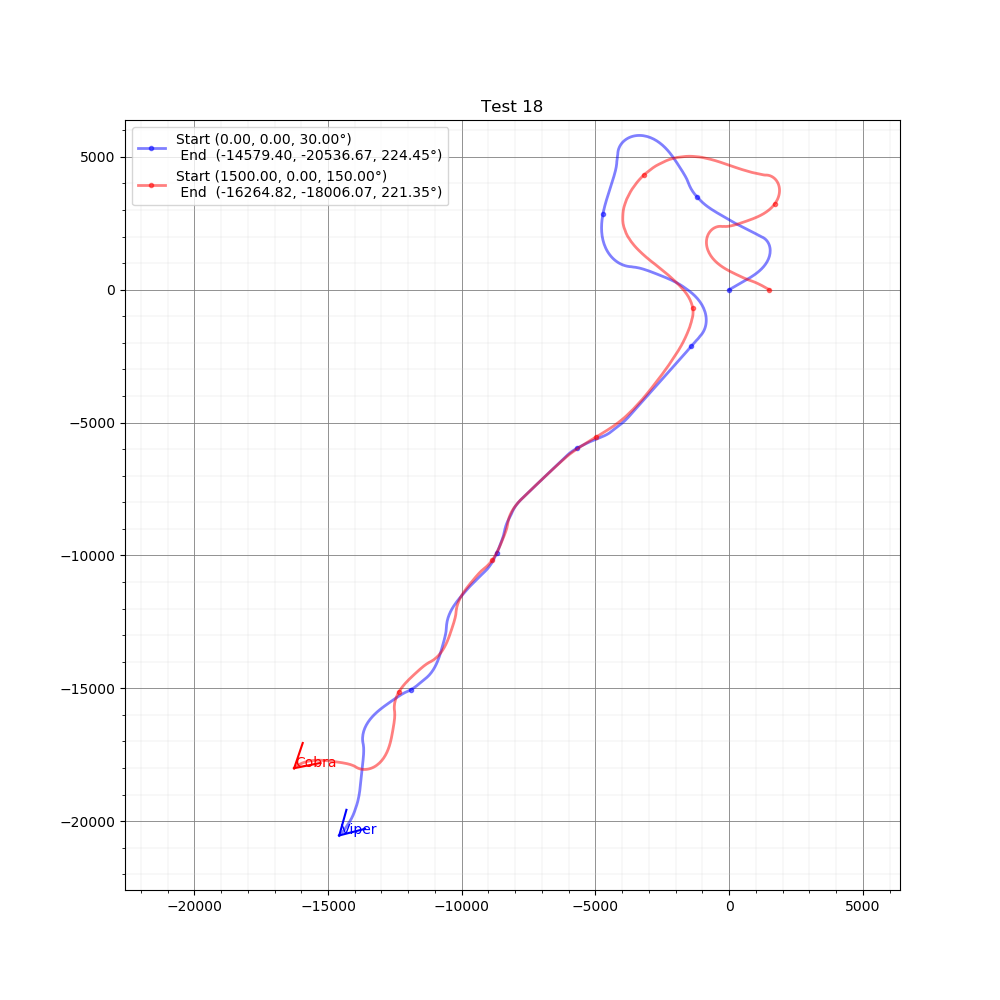 Test 18
Start (0.00, 0.00, 30.00°)
End (-14579.40, -20536.67, 224.45°)
Start (1500.00, 0.00, 150.00°)
End (-16264.82, -18006.07, 221.35°)
5000
0
−5000
−10000
−15000
−20000
Cobra
Viper
−20000 −15000 −10000 −5000 0 5000